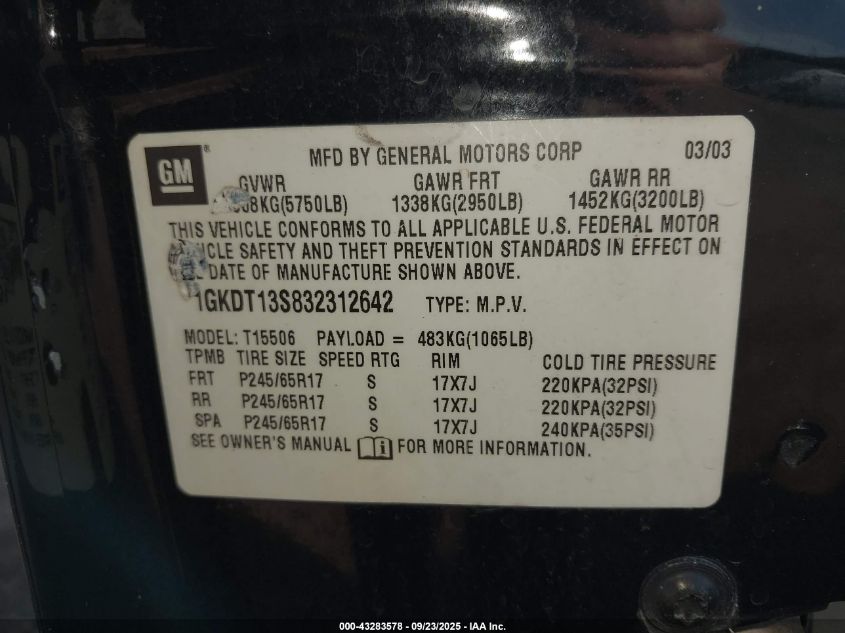 GM ® MFD BY GENERAL MOTORS CORP 03/03
GVWR GAWR FRT GAWR RR
8KG(5750LB) 1338KG(2950LB) 1452KG(3200LB)
THIS VEHICLE CONFORMS TO ALL APPLICABLE U.S. FEDERAL MOTOR
VEHICLE SAFETY AND THEFT PREVENTION STANDARDS IN EFFECT ON
DATE OF MANUFACTURE SHOWN ABOVE.
1GKDT13S832312642 TYPE: M.P.V.
MODEL: T15506 PAYLOAD = 483KG(1065LB)
TPMB TIRE SIZE SPEED RTG RIM COLD TIRE PRESSURE
FRT P245/65R17 S 17X7J 220KPA(32PSI)
RR P245/65R17 S 17X7J 220KPA(32PSI)
SPA P245/65R17 S 17X7J 240KPA(35PSI)
SEE OWNER'S MANUAL i FOR MORE INFORMATION.
000-43283578 - 09/23/2025 - IAA Inc.